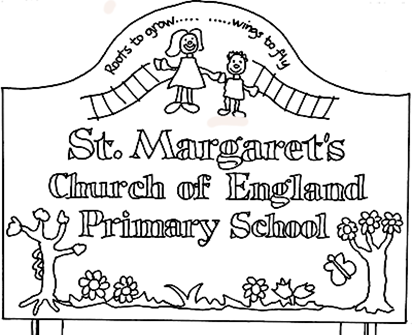 Roots to grow..... .....wings to fly
St. Margaret's
Church of England
Primary School